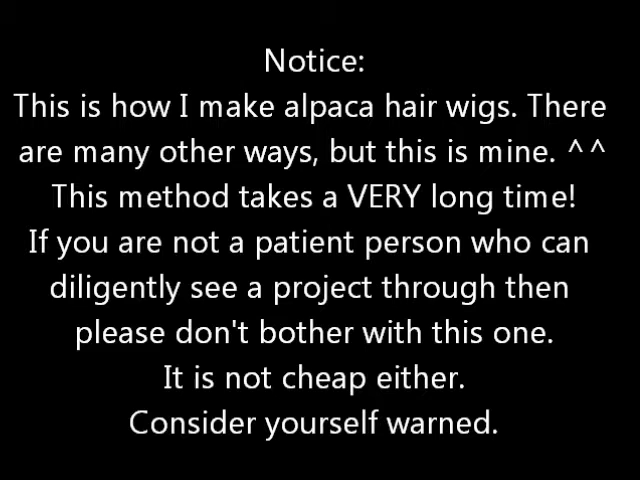 Notice:
This is how I make alpaca hair wigs. There
are many other ways, but this is mine. ^^
This method takes a VERY long time!
If you are not a patient person who can
diligently see a project through then
please don't bother with this one.
It is not cheap either.
Consider yourself warned.